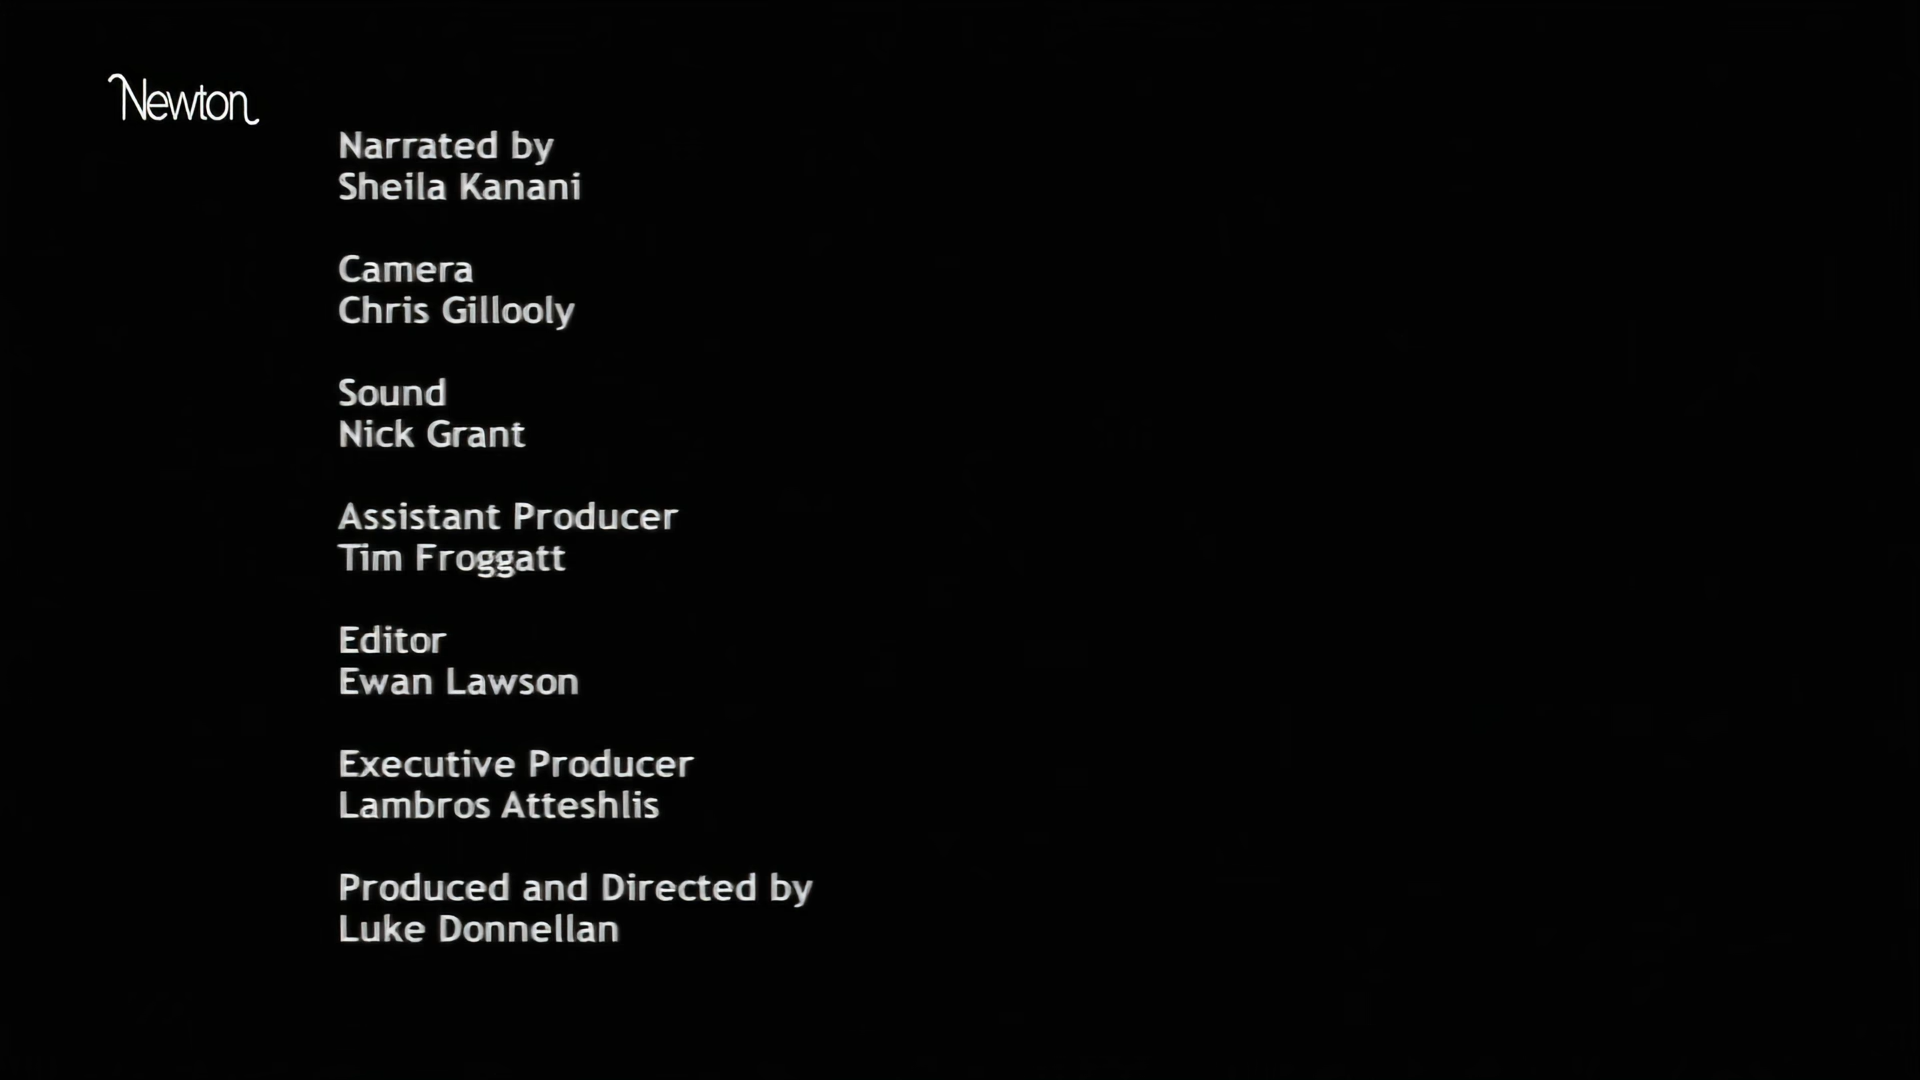 Newton
Narrated by
Sheila Kanani
Camera
Chris Gillooly
Sound
Nick Grant
Assistant Producer
Tim Froggatt
Editor
Ewan Lawson
Executive Producer
Lambros Atteshlis
Produced and Directed by
Luke Donnellan